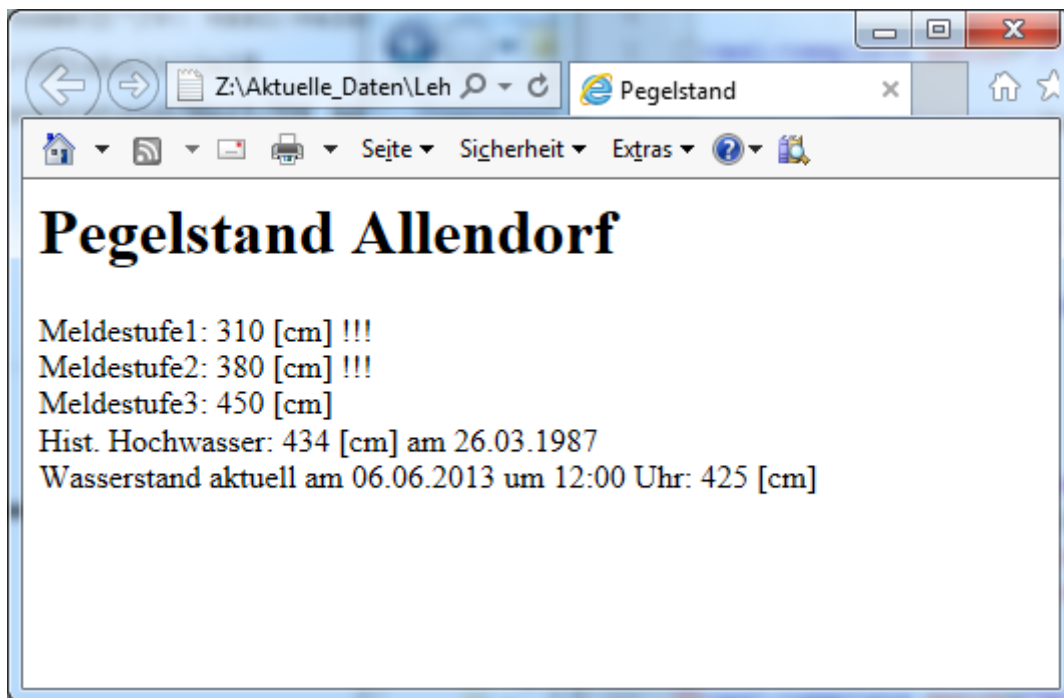 Z:\Aktuelle_Daten\Leh
Pegelstand
Seite
Sicherheit
Extras
Pegelstand Allendorf
Meldestufe1: 310 [cm] !!!
Meldestufe2: 380 [cm] !!!
Meldestufe3: 450 [cm]
Hist. Hochwasser: 434 [cm] am 26.03.1987
Wasserstand aktuell am 06.06.2013 um 12:00 Uhr: 425 [cm]